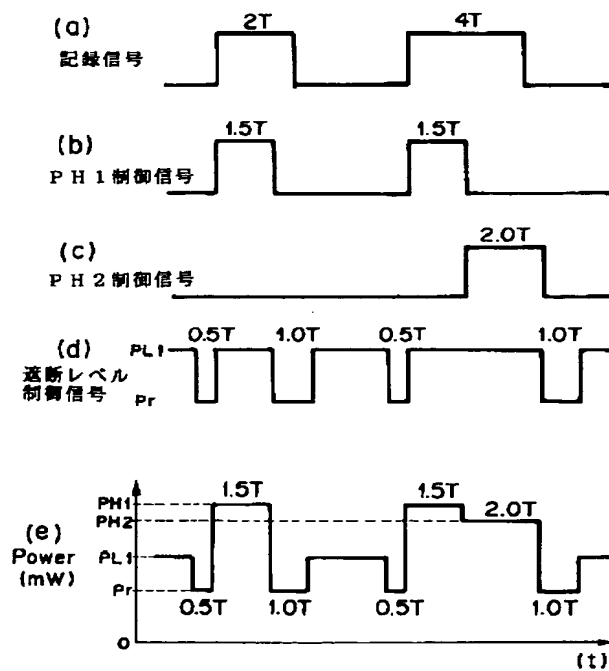 (a)
記録信号
2T
4T
(b)
PH1制御信号
1.5T
1.5T
(c)
PH2制御信号
2.0T
(d)
遮断レベル
制御信号
PL1
Pr
0.5T
1.0T
0.5T
1.0T
(e)
Power
(mW)
PH1
PH2
PL1
Pr
0
1.5T
1.5T
2.0T
0.5T
1.0T
0.5T
1.0T
(t)